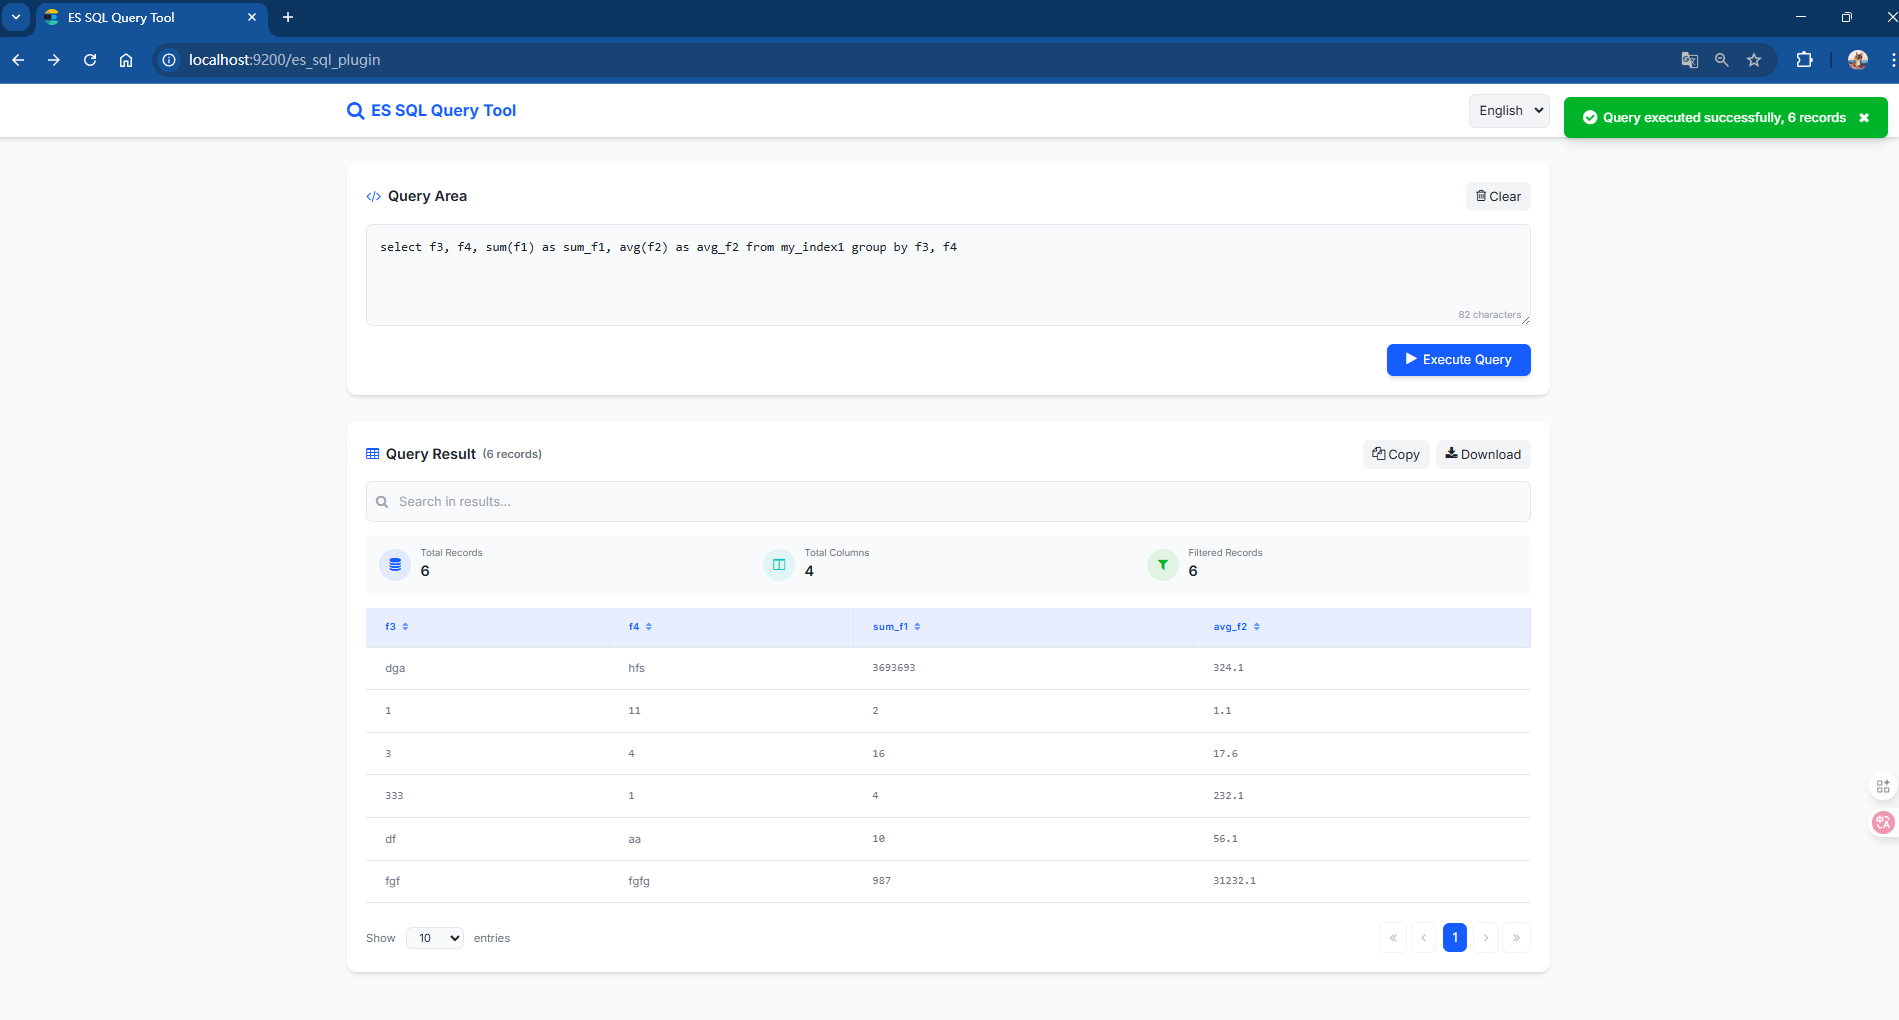 ES SQL Query Tool
localhost:9200/es_sql_plugin
ES SQL Query Tool
English
Query executed successfully, 6 records
</> Query Area
Clear
select f3, f4, sum(f1) as sum_f1, avg(f2) as avg_f2 from my_index1 group by f3, f4
82 characters
Execute Query
Query Result (6 records)
Copy
Download
Search in results...
Total Records
6
Total Columns
4
Filtered Records
6
f3 f4 sum_f1 avg_f2
dga hfs 3693693 324.1
1 11 2 1.1
3 4 16 17.6
333 1 4 232.1
df aa 10 56.1
fgf fgfg 987 31232.1
Show 10 entries
« ‹ 1 › »